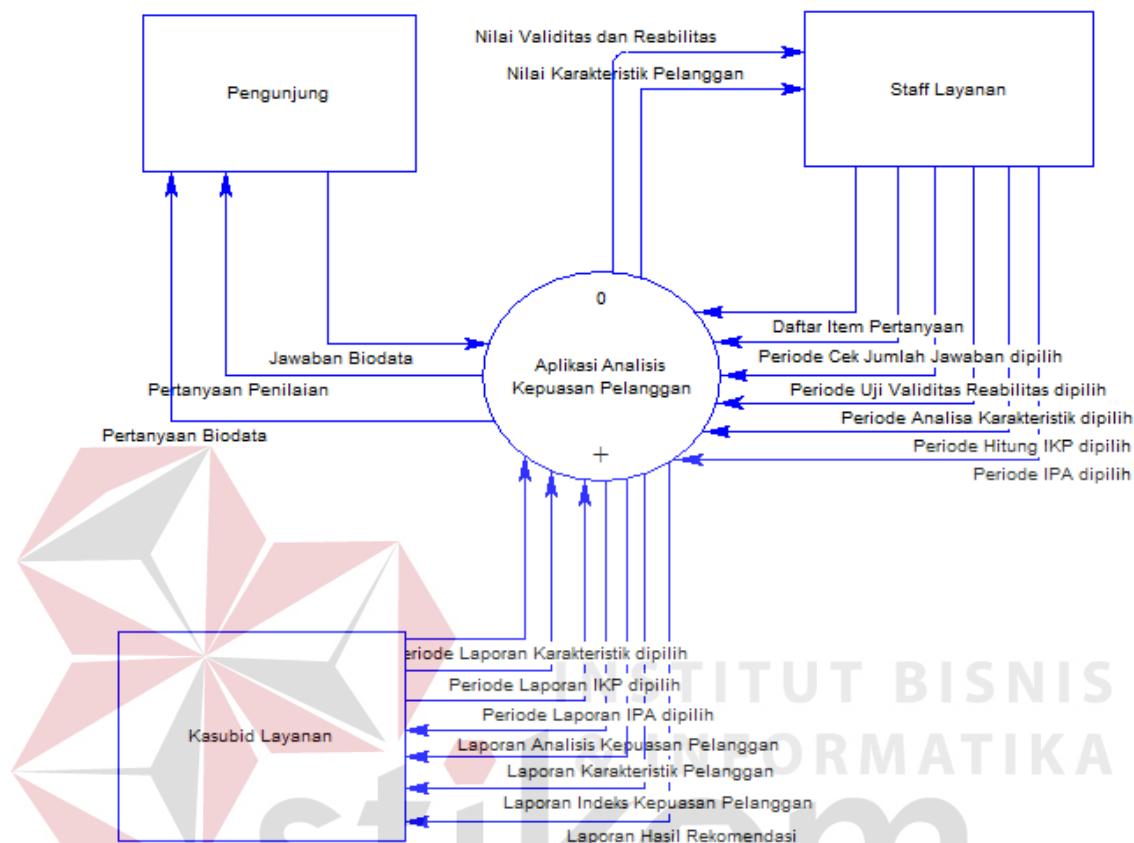 Nilai Validitas dan Reabilitas
Nilai Karakteristik Pelanggan
Pengunjung
Staff Layanan
0
Aplikasi Analisis
Kepuasan Pelanggan
+
Daftar Item Pertanyaan
Periode Cek Jumlah Jawaban dipilih
Periode Uji Validitas Reabilitas dipilih
Periode Analisa Karakteristik dipilih
Periode Hitung IKP dipilih
Periode IPA dipilih
Jawaban Biodata
Pertanyaan Penilaian
Pertanyaan Biodata
Kasubid Layanan
eriode Laporan Karakteristik dipilih
Periode Laporan IKP dipilih
Periode Laporan IPA dipilih
Laporan Analisis Kepuasan Pelanggan
Laporan Karakteristik Pelanggan
Laporan Indeks Kepuasan Pelanggan
Laporan Hasil Rekomendasi
INSTITUT BISNIS
& INFORMATIKA
stikom